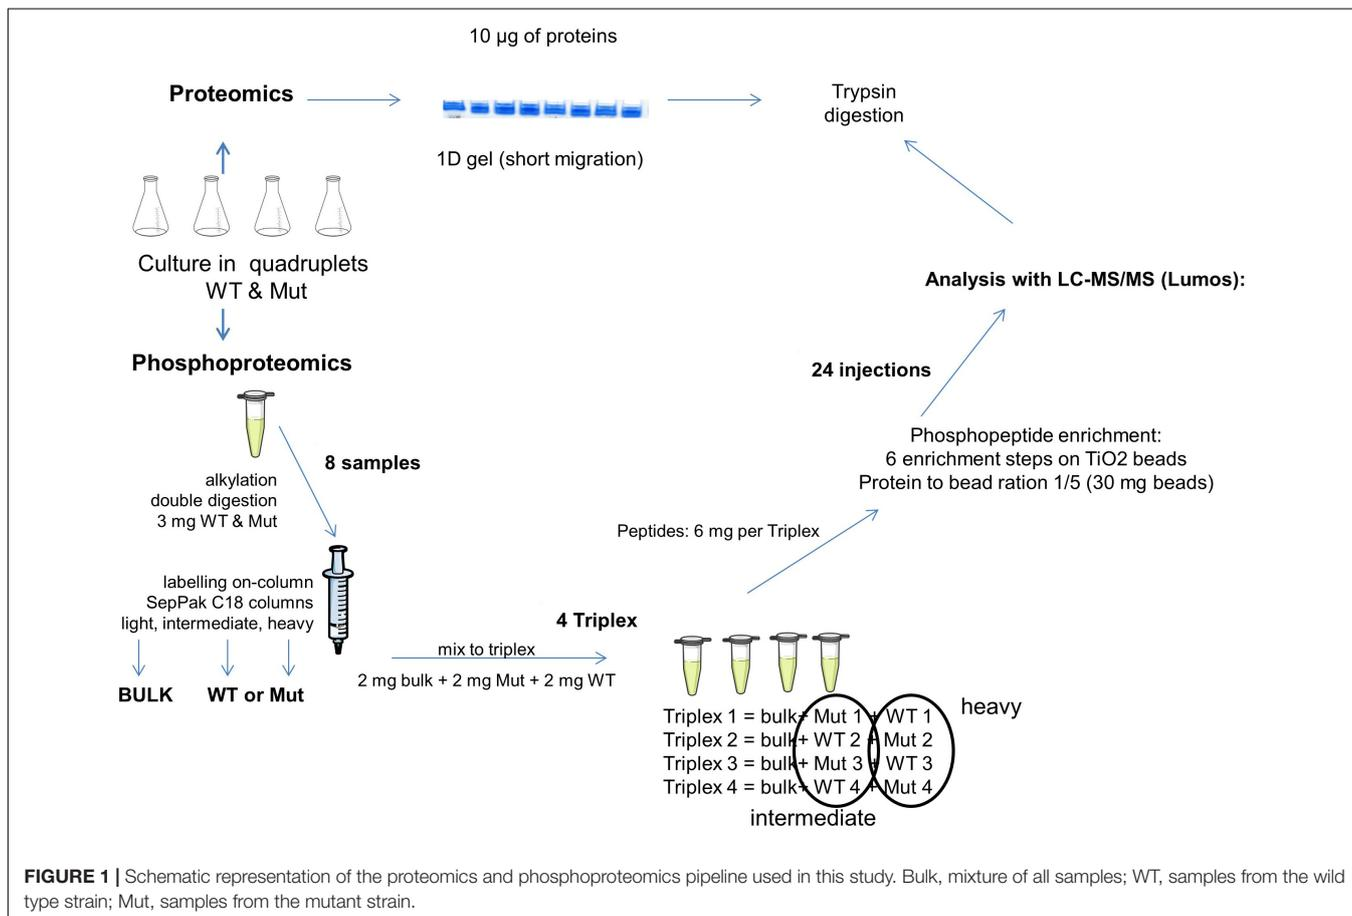 10 µg of proteins
Proteomics
Trypsin
digestion
1D gel (short migration)
Culture in quadruplets
WT & Mut
Analysis with LC-MS/MS (Lumos):
Phosphoproteomics
24 injections
Phosphopeptide enrichment:
6 enrichment steps on TiO2 beads
Protein to bead ration 1/5 (30 mg beads)
8 samples
alkylation
double digestion
3 mg WT & Mut
Peptides: 6 mg per Triplex
labelling on-column
SepPak C18 columns
light, intermediate, heavy
4 Triplex
mix to triplex
2 mg bulk + 2 mg Mut + 2 mg WT
BULK
WT or Mut
Triplex 1 = bulk+ Mut 1 + WT 1
Triplex 2 = bulk+ WT 2 + Mut 2
Triplex 3 = bulk+ Mut 3 + WT 3
Triplex 4 = bulk+ WT 4 + Mut 4
heavy
intermediate
FIGURE 1 | Schematic representation of the proteomics and phosphoproteomics pipeline used in this study. Bulk, mixture of all samples; WT, samples from the wild
type strain; Mut, samples from the mutant strain.